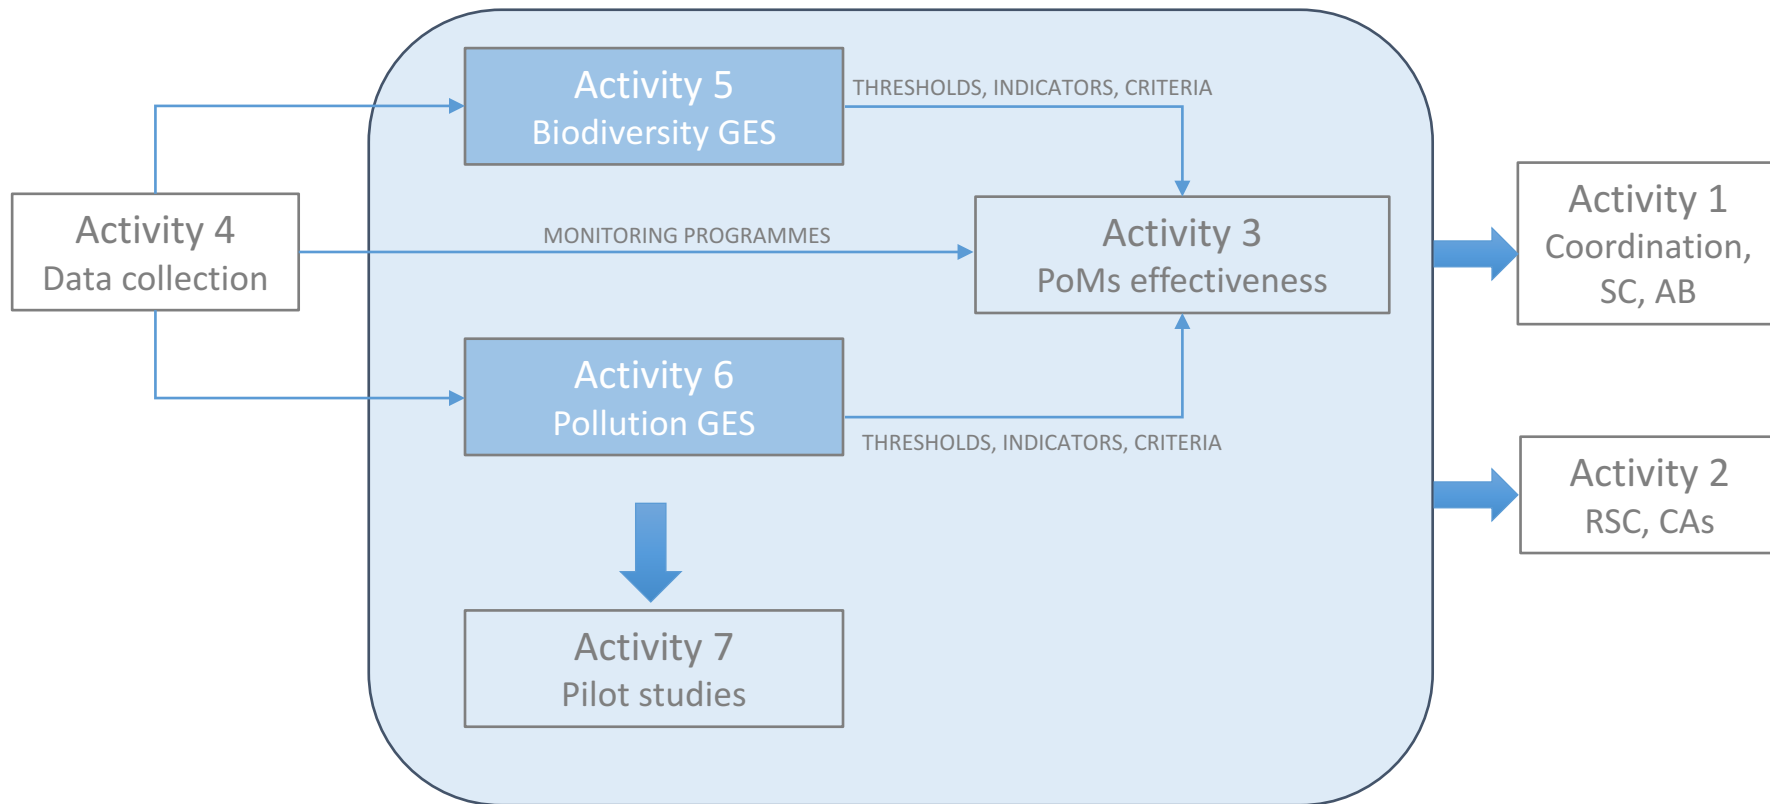 Activity 5
Biodiversity GES
THRESHOLDS, INDICATORS, CRITERIA
Activity 4
Data collection
MONITORING PROGRAMMES
Activity 3
PoMs effectiveness
Activity 1
Coordination,
SC, AB
Activity 6
Pollution GES
THRESHOLDS, INDICATORS, CRITERIA
Activity 2
RSC, CAs
Activity 7
Pilot studies